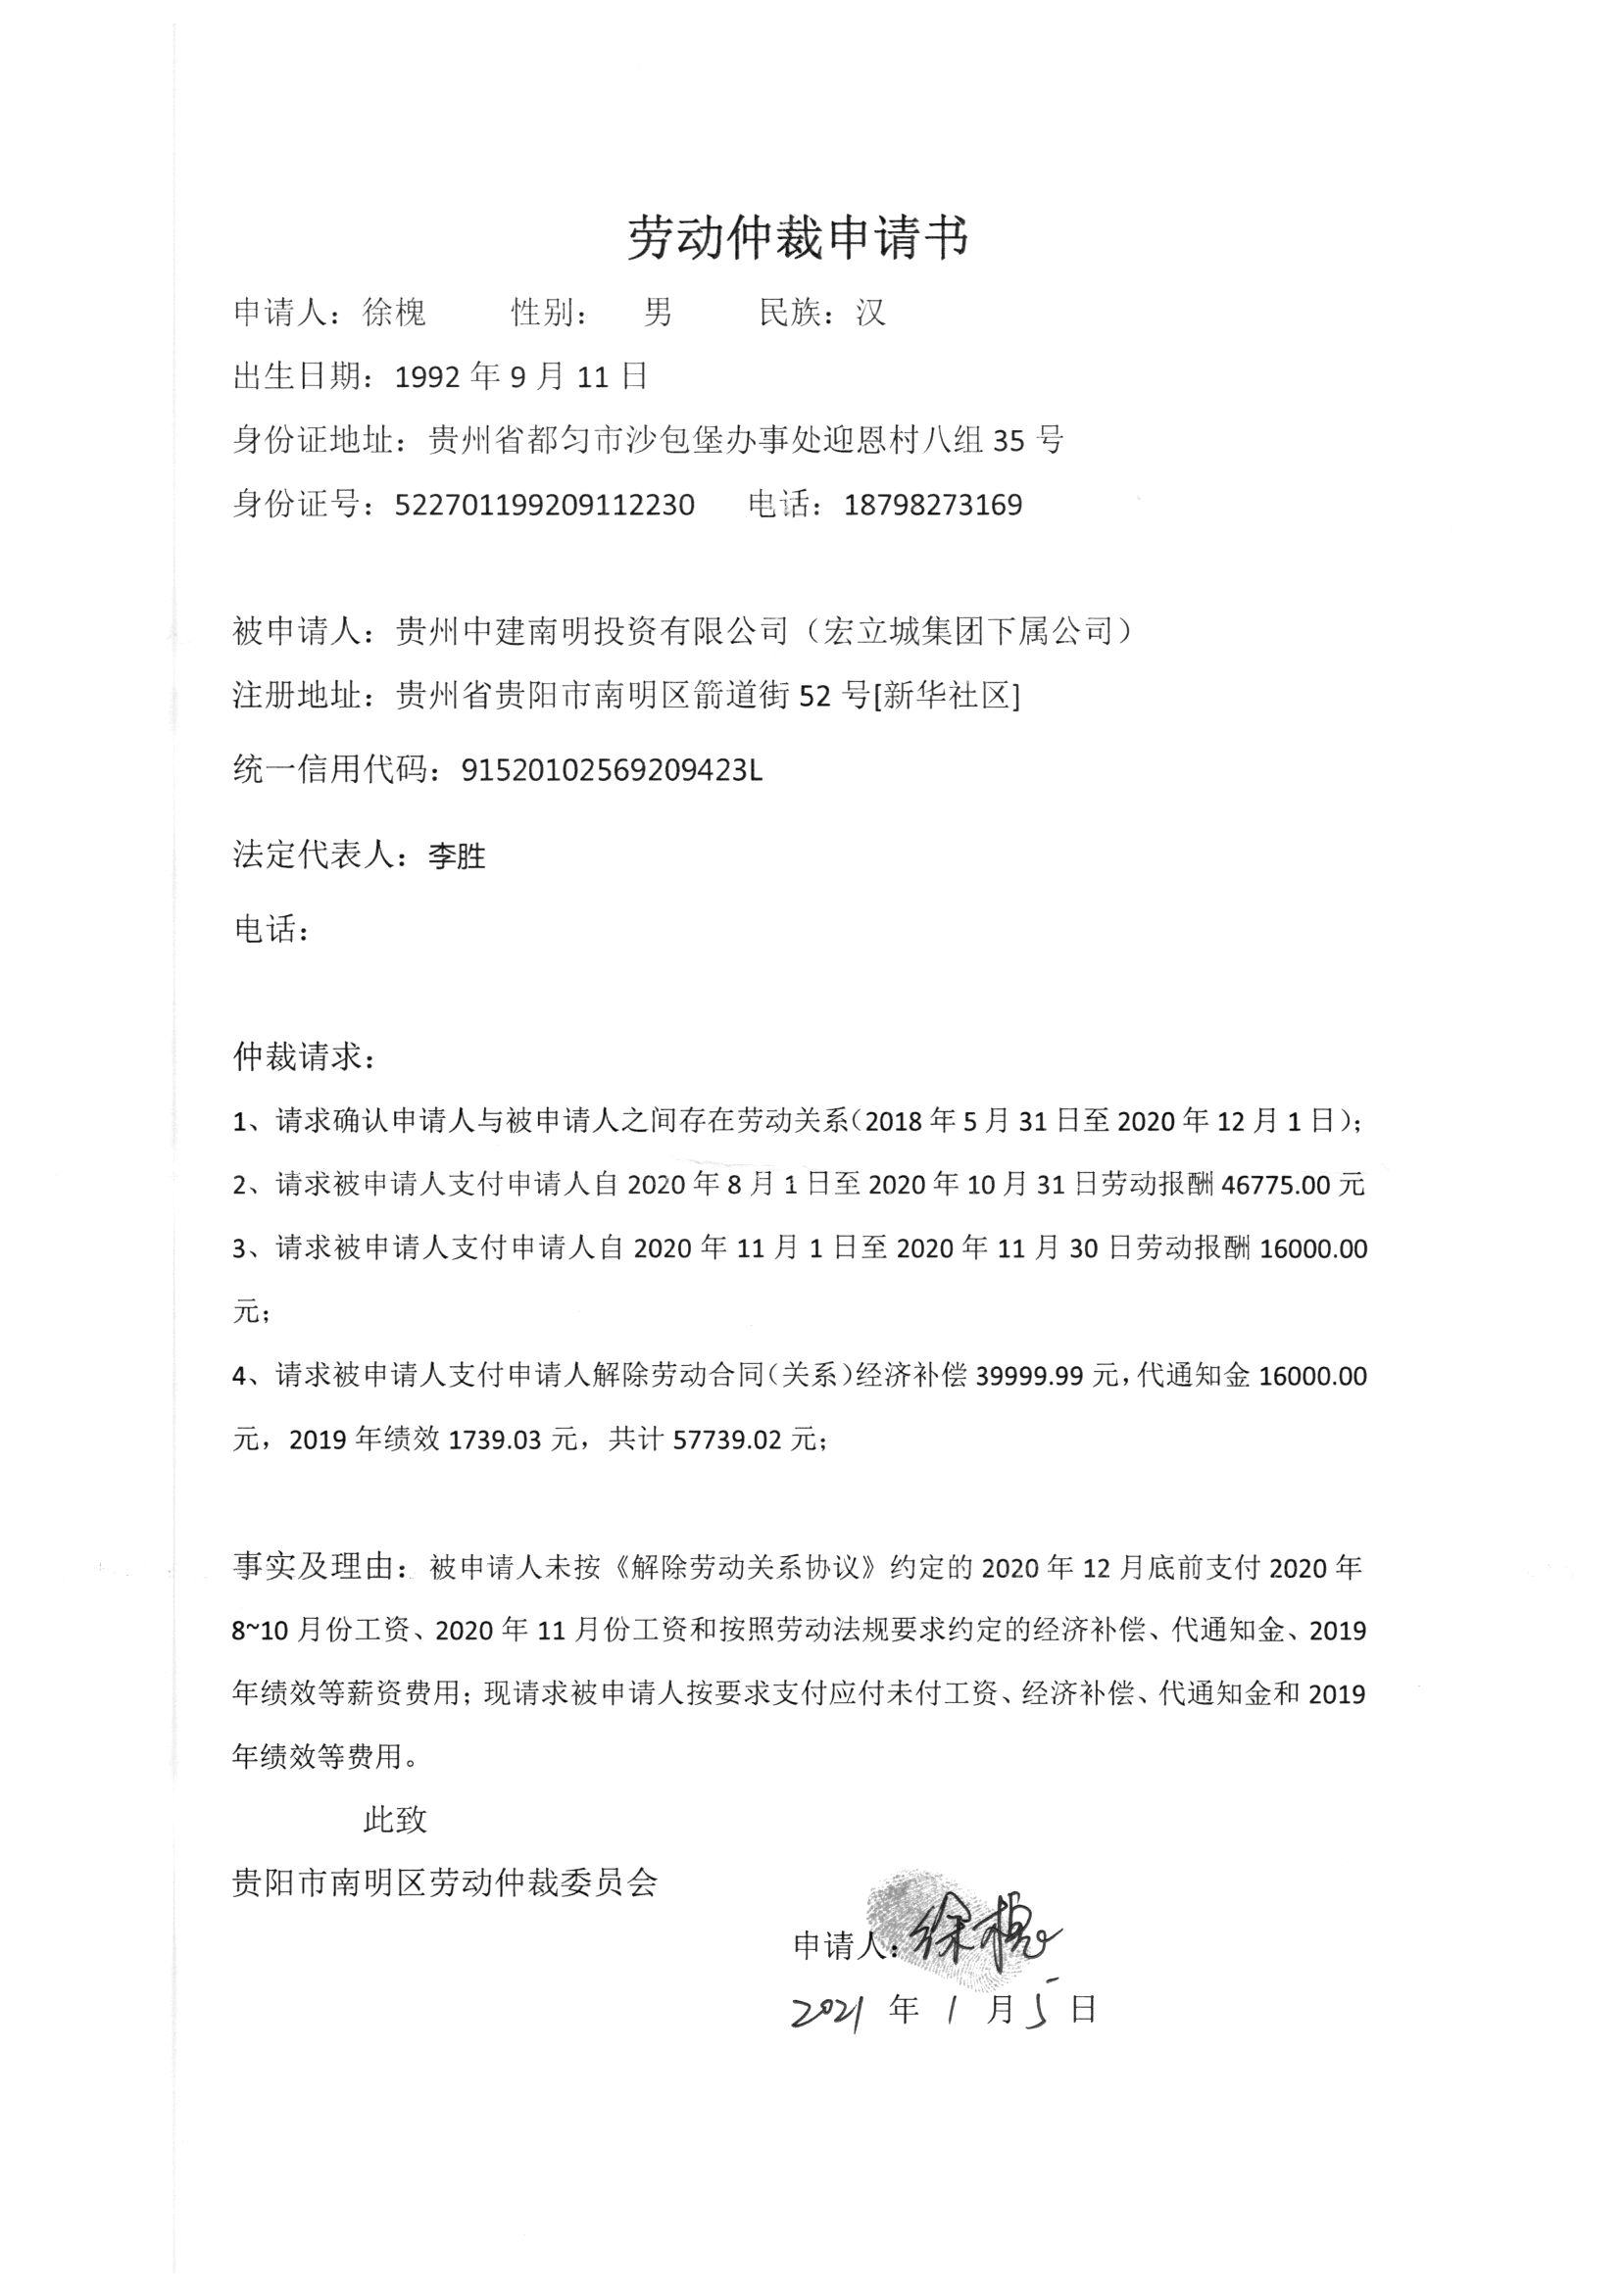 劳动仲裁申请书
申请人：徐槐 性别： 男 民族：汉
出生日期：1992 年 9 月 11 日
身份证地址：贵州省都匀市沙包堡办事处迎恩村八组 35 号
身份证号：522701199209112230 电话：18798273169
被申请人：贵州中建南明投资有限公司（宏立城集团下属公司）
注册地址：贵州省贵阳市南明区箭道街 52 号[新华社区]
统一信用代码：91520102569209423L
法定代表人：李胜
电话：
仲裁请求：
1、请求确认申请人与被申请人之间存在劳动关系（2018 年 5 月 31 日至 2020 年 12 月 1 日）；
2、请求被申请人支付申请人自 2020 年 8 月 1 日至 2020 年 10 月 31 日劳动报酬 46775.00 元
3、请求被申请人支付申请人自 2020 年 11 月 1 日至 2020 年 11 月 30 日劳动报酬 16000.00
元；
4、请求被申请人支付申请人解除劳动合同（关系）经济补偿 39999.99 元，代通知金 16000.00
元，2019 年绩效 1739.03 元，共计 57739.02 元；
事实及理由：被申请人未按《解除劳动关系协议》约定的 2020 年 12 月底前支付 2020 年
8~10 月份工资、2020 年 11 月份工资和按照劳动法规要求约定的经济补偿、代通知金、2019
年绩效等薪资费用；现请求被申请人按要求支付应付未付工资、经济补偿、代通知金和 2019
年绩效等费用。
此致
贵阳市南明区劳动仲裁委员会
申请人：徐槐
2021 年 1 月 5 日